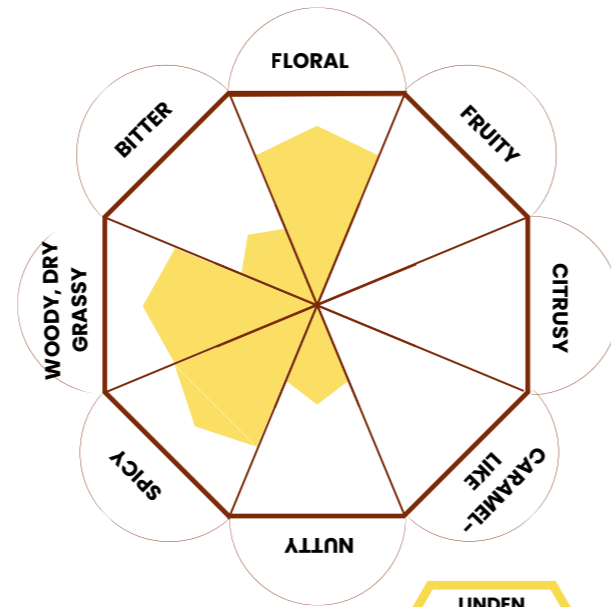 FLORAL
FRUITY
CITRUSY
CARAMEL-
LIKE
NUTTY
SPICY
WOODY, DRY
GRASSY
BITTER
LINDEN